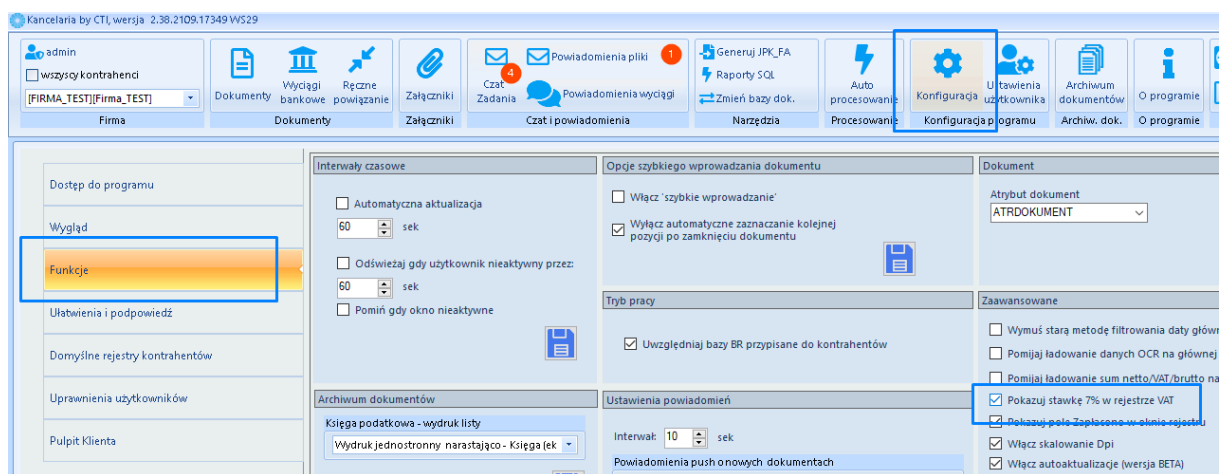 Kancelaria by CTI, wersja 2.38.2109.17349 WS29
admin
wszyscy kontrahenci
[FIRMA_TEST][Firma_TEST]
Firma
Dokumenty
Wyciągi
bankowe
Ręczne
powiązanie
Dokumenty
Załączniki
Załączniki
4
Czat
Zadania
Powiadomienia pliki
1
Powiadomienia wyciągi
Czat i powiadomienia
Generuj JPK_FA
Raporty SQL
Zmień bazy dok.
Narzędzia
Auto
procesowanie
Procesowanie
Konfiguracja
Ustawienia
użytkownika
Konfiguracja programu
Archiwum
dokumentów
Archiw. dok.
O programie
O programie
Dostęp do programu
Wygląd
Funkcje
Ułatwienia i podpowiedź
Domyślne rejestry kontrahentów
Uprawnienia użytkowników
Pulpit Klienta
Interwały czasowe
Automatyczna aktualizacja
60 sek
Odświeżaj gdy użytkownik nieaktywny przez:
60 sek
Pomiń gdy okno nieaktywne
Archiwum dokumentów
Księga podatkowa - wydruk listy
Wydruk jednostronny narastająco - Księga (ek
Opcje szybkiego wprowadzania dokumentu
Włącz 'szybkie wprowadzanie'
Wyłącz automatyczne zaznaczanie kolejnej
pozycji po zamknięciu dokumentu
Tryb pracy
Uwzględniaj bazy BR przypisane do kontrahentów
Ustawienia powiadomień
Interwał: 10 sek
Powiadomienia push o nowych dokumentach
Dokument
Atrybut dokument
ATRDOKUMENT
Zaawansowane
Wymuś starą metodę filtrowania daty główn
Pomijaj ładowanie danych OCR na głównej
Pomijaj ładowanie sum netto/VAT/brutto na
Pokazuj stawkę 7% w rejestrze VAT
Pokazuj pole Zapłacono w oknie rejestru
Włącz skalowanie Dpi
Włącz autoaktualizacje (wersja BETA)